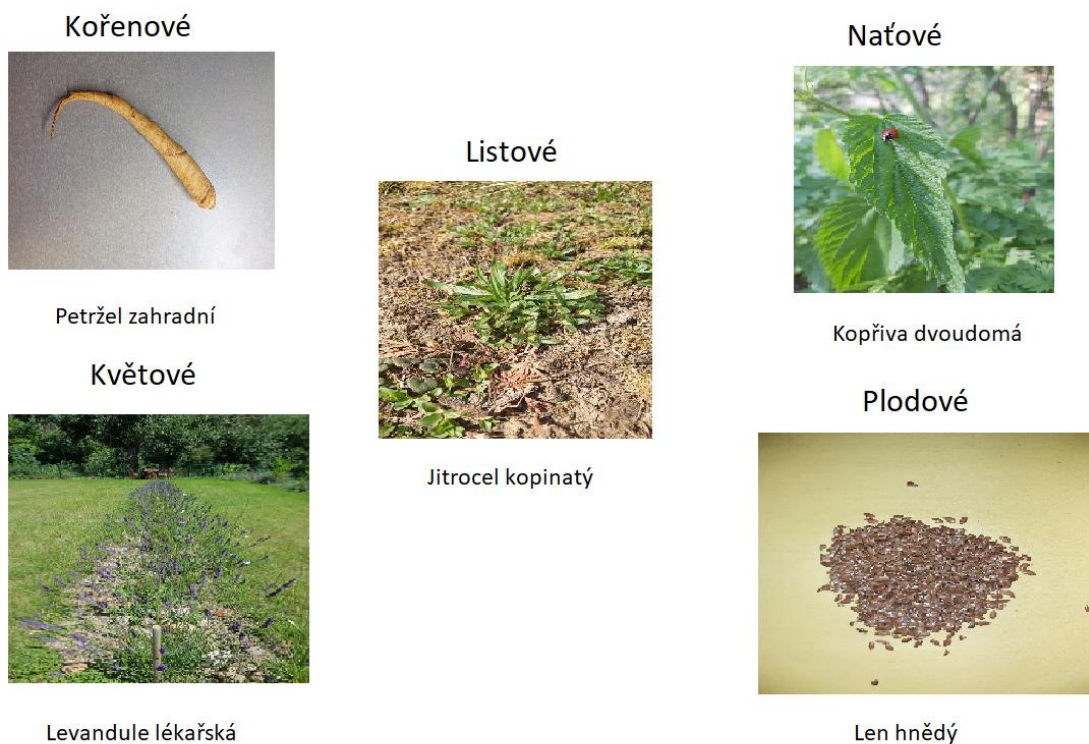 Kořenové
Petržel zahradní
Květové
Levandule lékařská
Listové
Jitrocel kopinatý
Naťové
Kopřiva dvoudomá
Plodové
Len hnědý